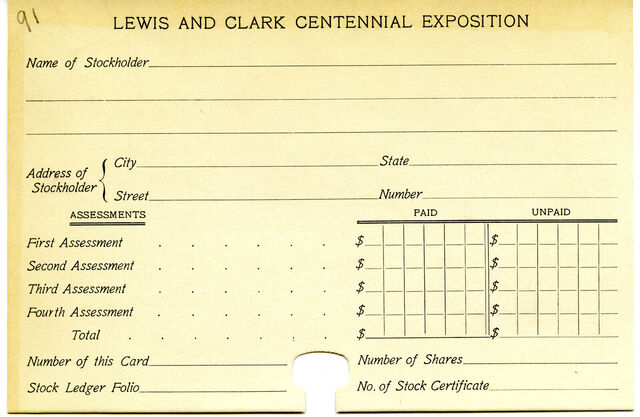 91
LEWIS AND CLARK CENTENNIAL EXPOSITION
Name of Stockholder
Address of Stockholder
City State
Street Number
ASSESSMENTS PAID UNPAID
First Assessment . . . . . . $ $
Second Assessment . . . . . $ $
Third Assessment . . . . . . $ $
Fourth Assessment . . . . . $ $
Total . . . . . . $ $
Number of this Card Number of Shares
Stock Ledger Folio No. of Stock Certificate